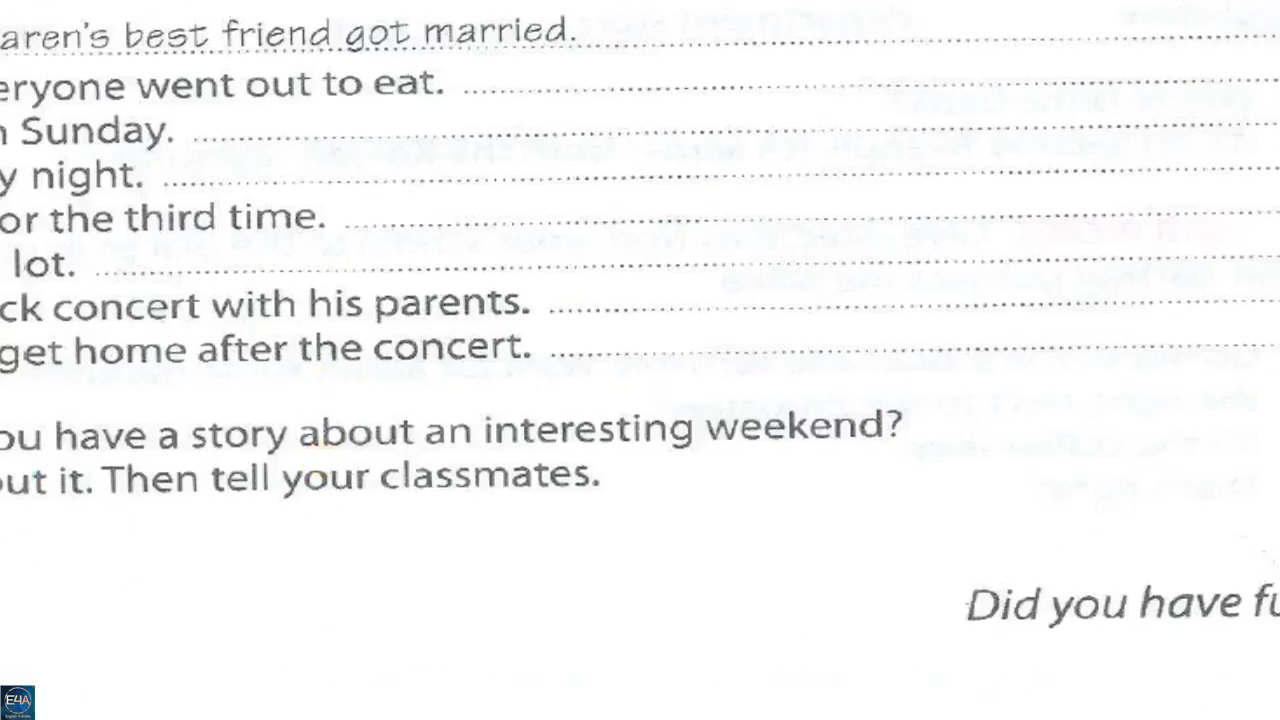 aren's best friend got married.
eryone went out to eat.
n Sunday.
y night.
or the third time.
lot.
ck concert with his parents.
get home after the concert.
ou have a story about an interesting weekend?
out it. Then tell your classmates.
Did you have fu
E4A